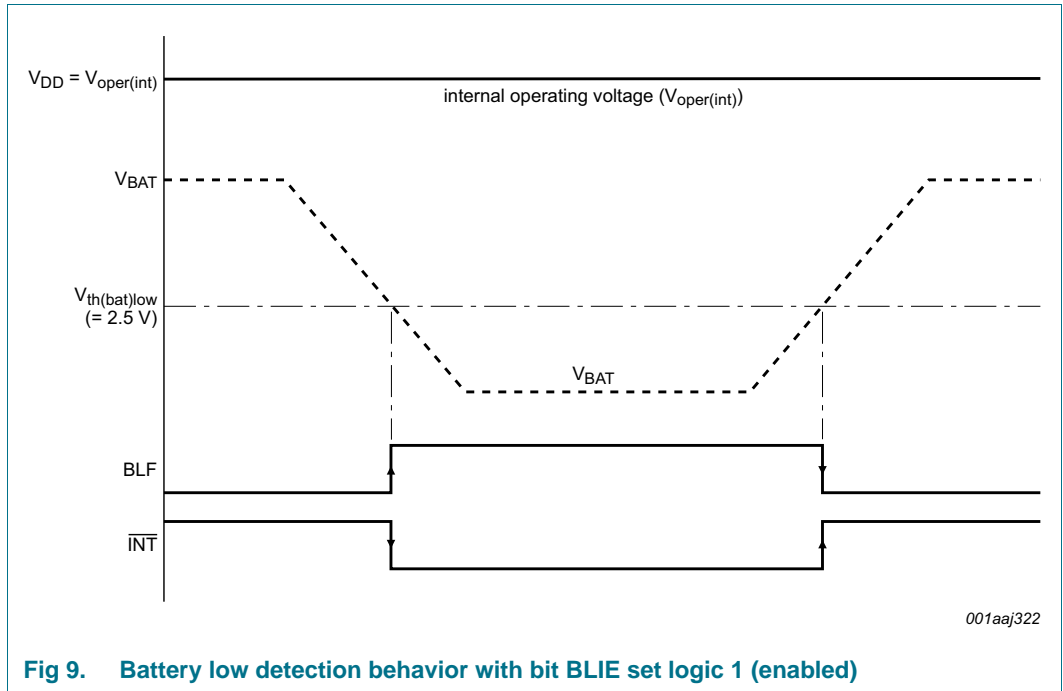 V_DD = V_oper(int)
internal operating voltage (V_oper(int))
V_BAT
V_th(bat)low
(= 2.5 V)
V_BAT
BLF
I̅N̅T̅
001aaj322
Fig 9. Battery low detection behavior with bit BLIE set logic 1 (enabled)